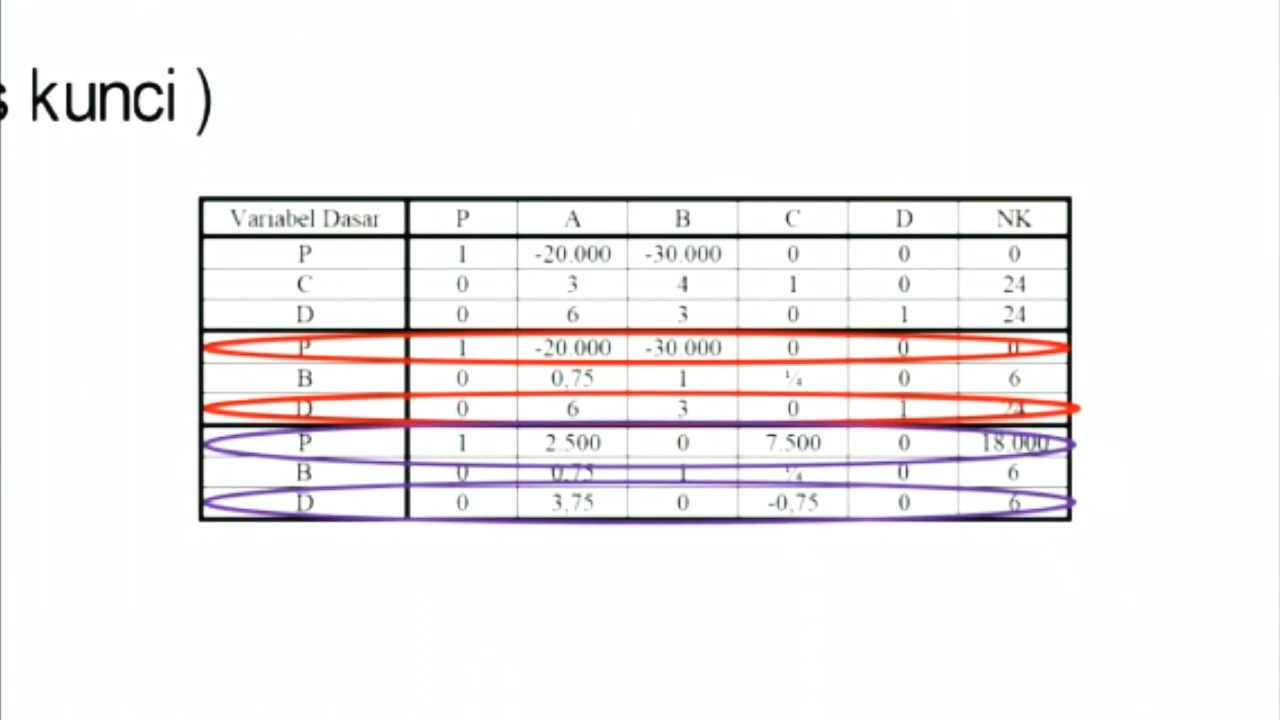 s kunci )
Variabel Dasar P A B C D NK
P 1 -20.000 -30.000 0 0 0
C 0 3 4 1 0 24
D 0 6 3 0 1 24
P 1 -20.000 -30.000 0 0 0
B 0 0,75 1 ¼ 0 6
D 0 6 3 0 1 24
P 1 2.500 0 7.500 0 18.000
B 0 0,75 1 ¼ 0 6
D 0 3,75 0 -0,75 0 6